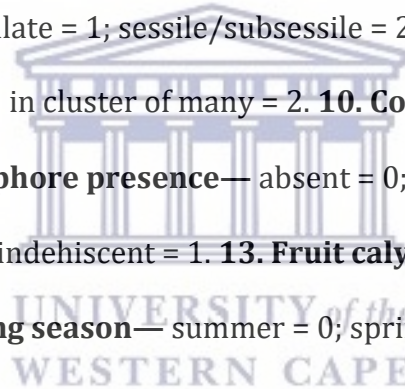 llate = 1; sessile/subsessile = 2
in cluster of many = 2. 10. Co
phore presence— absent = 0;
indehiscent = 1. 13. Fruit caly
UNIVERSITY of the
ng season— summer = 0; spri
WESTERN CAPE